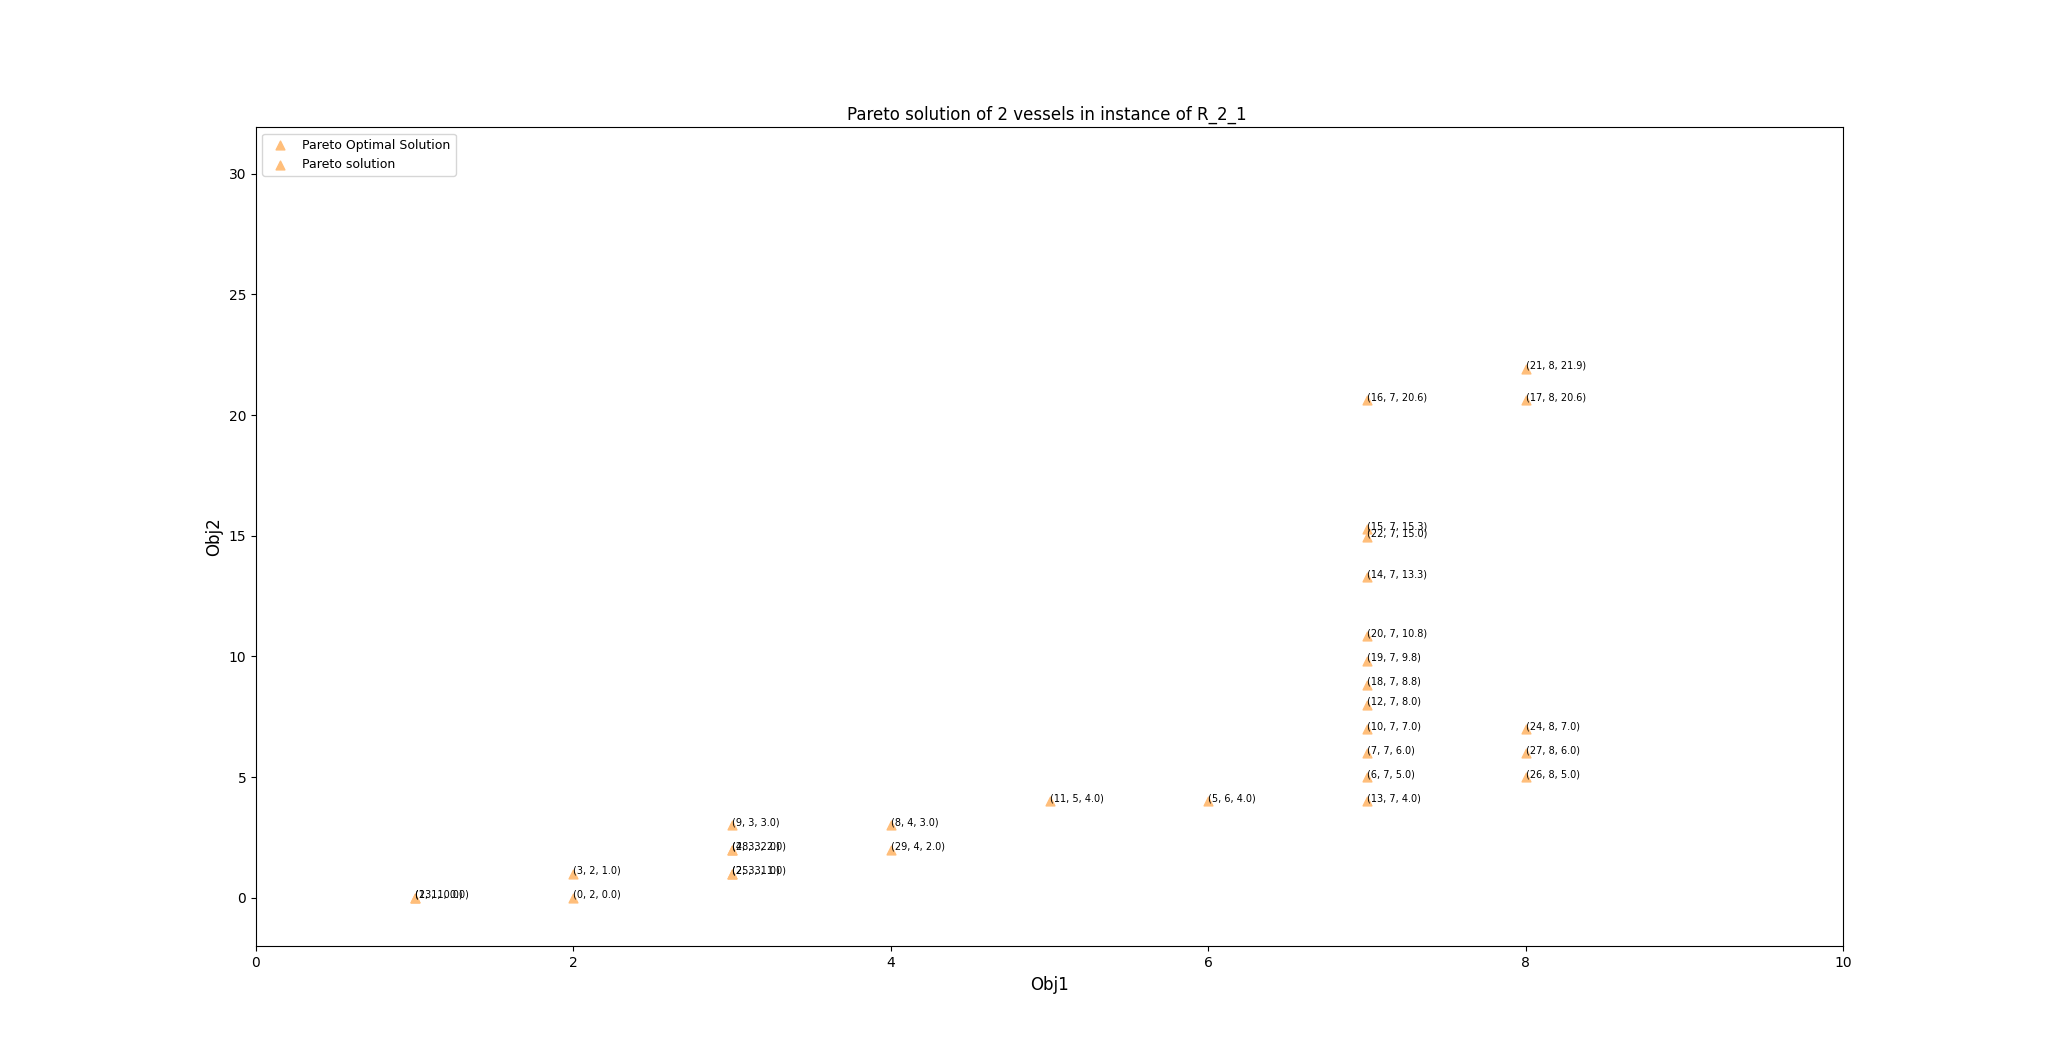 Pareto solution of 2 vessels in instance of R_2_1
Pareto Optimal Solution
Pareto solution
30
25
20
15
10
5
0
Obj2
(21, 8, 21.9)
(16, 7, 20.6)
(17, 8, 20.6)
(15, 7, 15.3)
(22, 7, 15.0)
(14, 7, 13.3)
(20, 7, 10.8)
(19, 7, 9.8)
(18, 7, 8.8)
(12, 7, 8.0)
(10, 7, 7.0)
(24, 8, 7.0)
(7, 7, 6.0)
(27, 8, 6.0)
(6, 7, 5.0)
(26, 8, 5.0)
(11, 5, 4.0)
(5, 6, 4.0)
(13, 7, 4.0)
(9, 3, 3.0)
(8, 4, 3.0)
(29, 4, 2.0)
(3, 2, 1.0)
(0, 2, 0.0)
0
2
4
6
8
10
Obj1